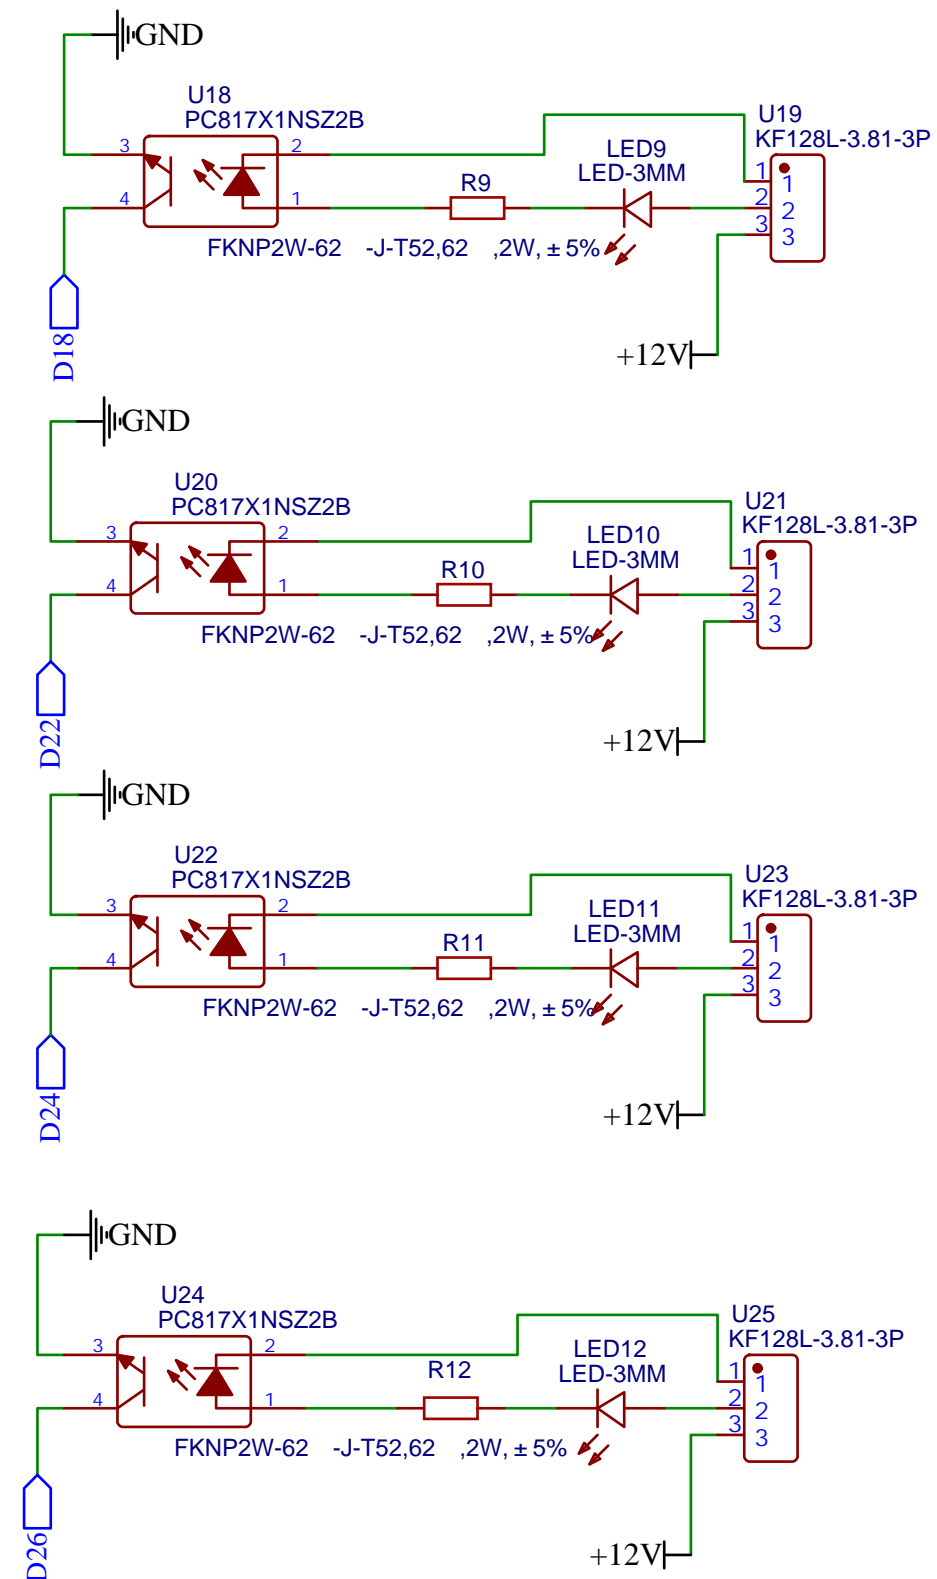 GND
U18
PC817X1NSZ2B
3
2
4
1
R9
LED9
LED-3MM
U19
KF128L-3.81-3P
1
1
2
2
3
3
FKNP2W-62 -J-T52,62 ,2W, ± 5%
D18
+12V
GND
U20
PC817X1NSZ2B
3
2
4
1
R10
LED10
LED-3MM
U21
KF128L-3.81-3P
1
1
2
2
3
3
FKNP2W-62 -J-T52,62 ,2W, ± 5%
D22
+12V
GND
U22
PC817X1NSZ2B
3
2
4
1
R11
LED11
LED-3MM
U23
KF128L-3.81-3P
1
1
2
2
3
3
FKNP2W-62 -J-T52,62 ,2W, ± 5%
D24
+12V
GND
U24
PC817X1NSZ2B
3
2
4
1
R12
LED12
LED-3MM
U25
KF128L-3.81-3P
1
1
2
2
3
3
FKNP2W-62 -J-T52,62 ,2W, ± 5%
D26
+12V